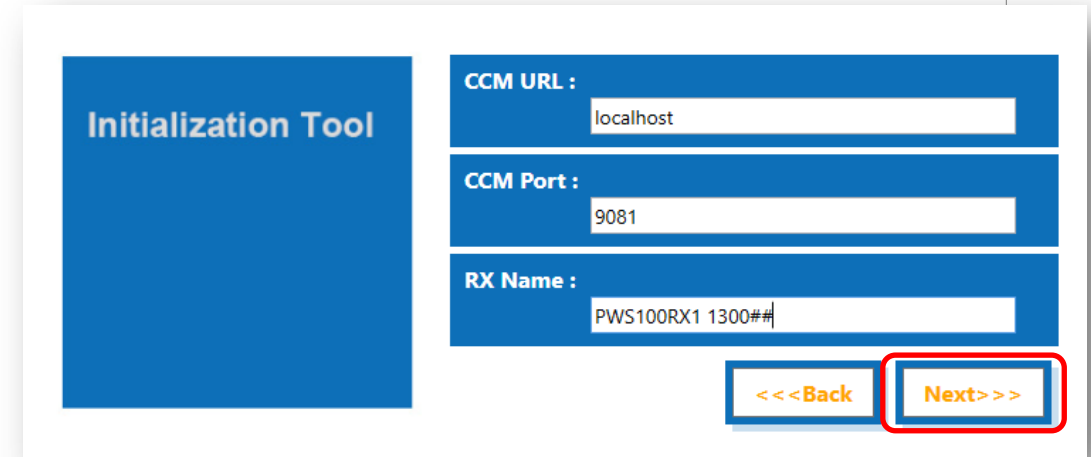 Initialization Tool
CCM URL :
localhost
CCM Port :
9081
RX Name :
PWS100RX1 1300##
<<<Back
Next>>>